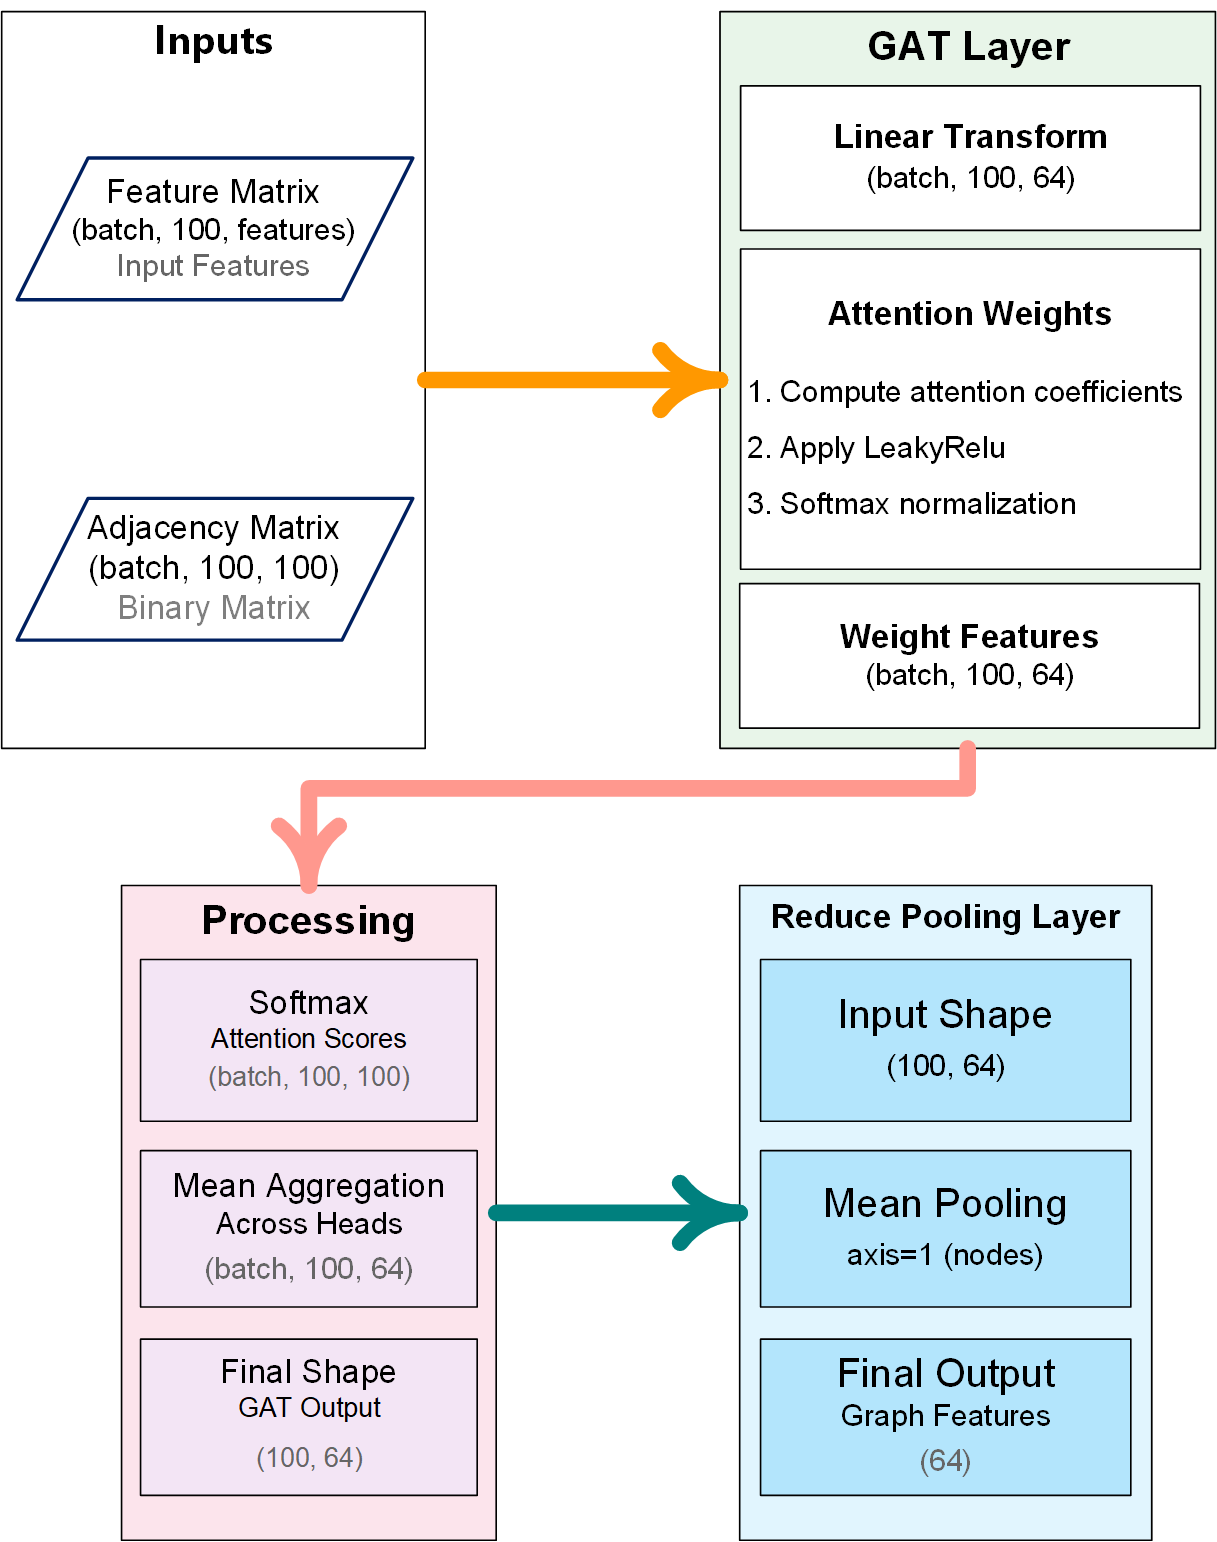 Inputs
Feature Matrix
(batch, 100, features)
Input Features
Adjacency Matrix
(batch, 100, 100)
Binary Matrix
GAT Layer
Linear Transform
(batch, 100, 64)
Attention Weights
1. Compute attention coefficients
2. Apply LeakyRelu
3. Softmax normalization
Weight Features
(batch, 100, 64)
Processing
Softmax
Attention Scores
(batch, 100, 100)
Mean Aggregation
Across Heads
(batch, 100, 64)
Final Shape
GAT Output
(100, 64)
Reduce Pooling Layer
Input Shape
(100, 64)
Mean Pooling
axis=1 (nodes)
Final Output
Graph Features
(64)